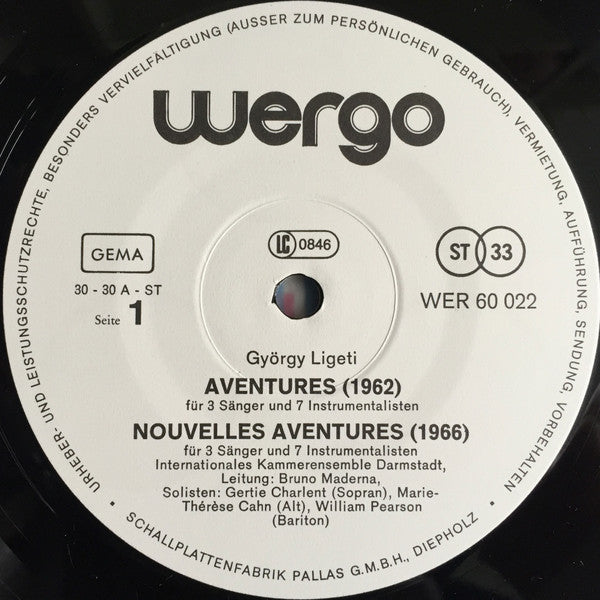 URHEBER- UND LEISTUNGSSCHUTZRECHTE, BESONDERS VERVIELFÄLTIGUNG (AUSSER ZUM PERSÖNLICHEN GEBRAUCH), VERMIETUNG, AUFFÜHRUNG, SENDUNG, VORBEHALTEN
wergo
GEMA
LC 0846
ST 33
30 - 30 A - ST
WER 60 022
Seite 1
György Ligeti
AVENTURES (1962)
für 3 Sänger und 7 Instrumentalisten
NOUVELLES AVENTURES (1966)
für 3 Sänger und 7 Instrumentalisten
Internationales Kammerensemble Darmstadt,
Leitung: Bruno Maderna,
Solisten: Gertie Charlent (Sopran), Marie-
Thérèse Cahn (Alt), William Pearson
(Bariton)
• SCHALLPLATTENFABRIK PALLAS G.M.B.H., DIEPHOLZ •